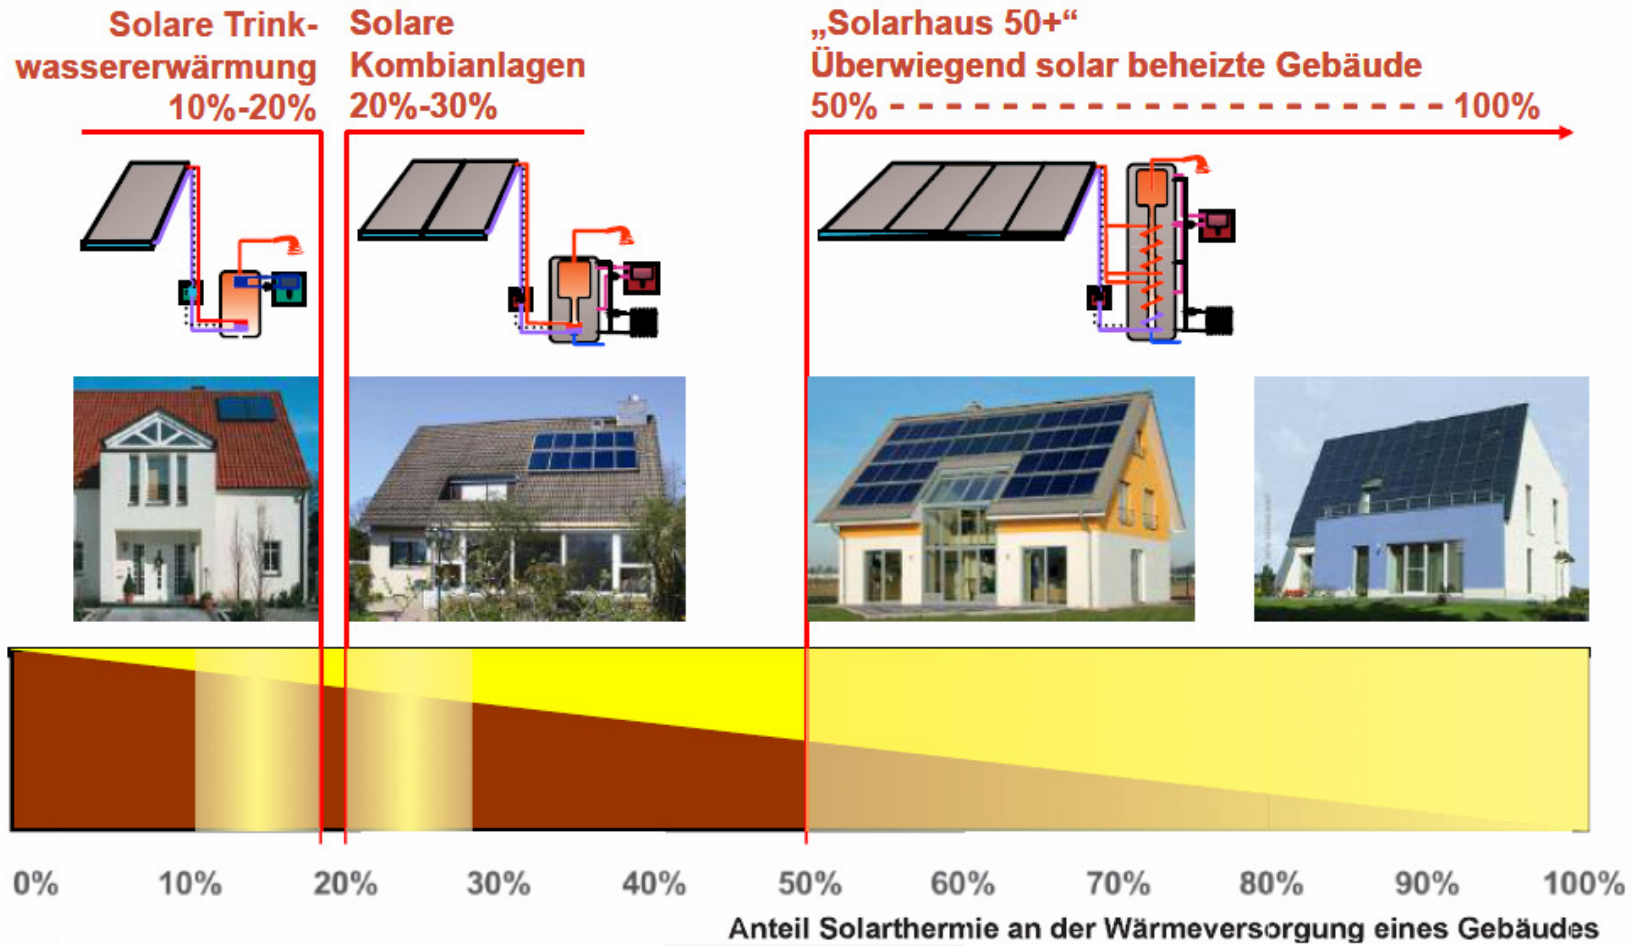 Solare Trink-
wassererwärmung
10%-20%
Solare
Kombianlagen
20%-30%
„Solarhaus 50+“
Überwiegend solar beheizte Gebäude
50% - - - - - - - - - - - - - - - - - - - - 100%
0% 10% 20% 30% 40% 50% 60% 70% 80% 90% 100%
Anteil Solarthermie an der Wärmeversorgung eines Gebäudes